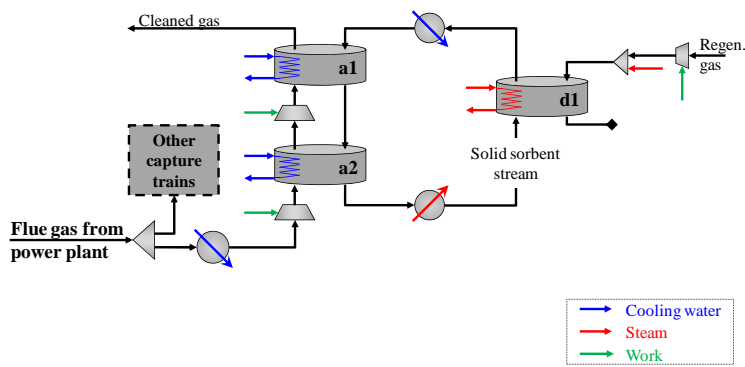 Cleaned gas
a1
Regen.
gas
d1
Other
capture
trains
a2
Solid sorbent
stream
Flue gas from
power plant
Cooling water
Steam
Work